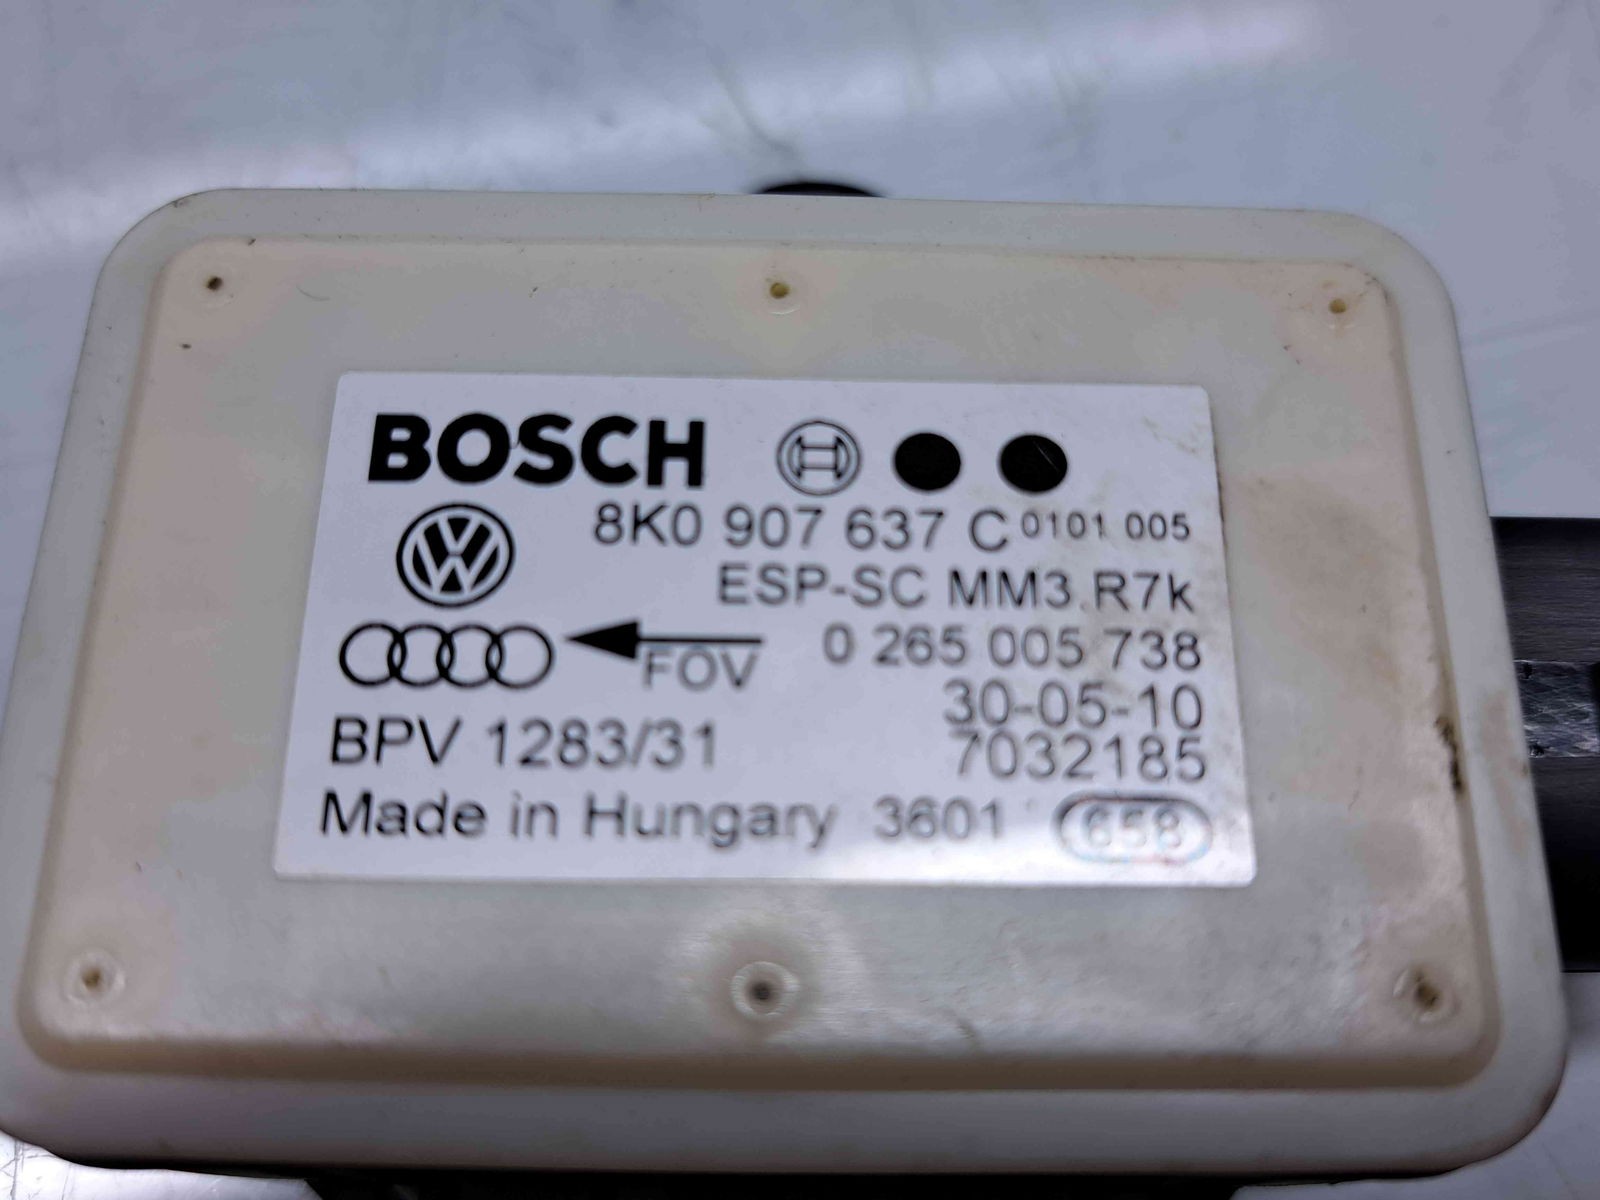 BOSCH
8K0 907 637 C 0101 005
ESP-SC MM3.R7k
FOV 0 265 005 738
30-05-10
BPV 1283/31 7032185
Made in Hungary 3601 658